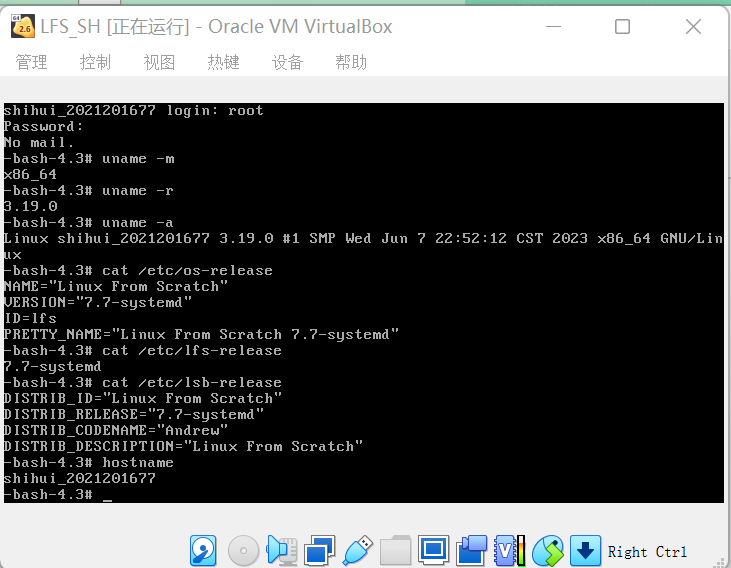 LFS_SH [正在运行] - Oracle VM VirtualBox
管理 控制 视图 热键 设备 帮助
shihui_2021201677 login: root
Password:
No mail.
-bash-4.3# uname -m
x86_64
-bash-4.3# uname -r
3.19.0
-bash-4.3# uname -a
Linux shihui_2021201677 3.19.0 #1 SMP Wed Jun 7 22:52:12 CST 2023 x86_64 GNU/Lin
ux
-bash-4.3# cat /etc/os-release
NAME="Linux From Scratch"
VERSION="7.7-systemd"
ID=lfs
PRETTY_NAME="Linux From Scratch 7.7-systemd"
-bash-4.3# cat /etc/lfs-release
7.7-systemd
-bash-4.3# cat /etc/lsb-release
DISTRIB_ID="Linux From Scratch"
DISTRIB_RELEASE="7.7-systemd"
DISTRIB_CODENAME="Andrew"
DISTRIB_DESCRIPTION="Linux From Scratch"
-bash-4.3# hostname
shihui_2021201677
-bash-4.3# _
Right Ctrl